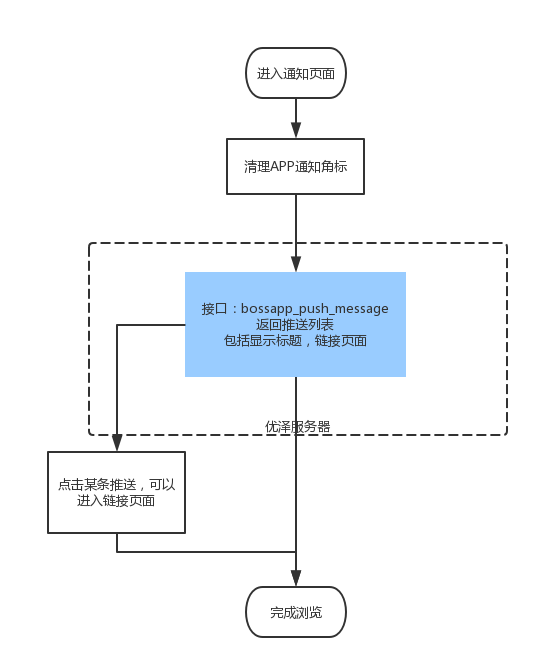 进入通知页面
清理APP通知角标
接口：bossapp_push_message
返回推送列表
包括显示标题，链接页面
优泽服务器
点击某条推送，可以
进入链接页面
完成浏览